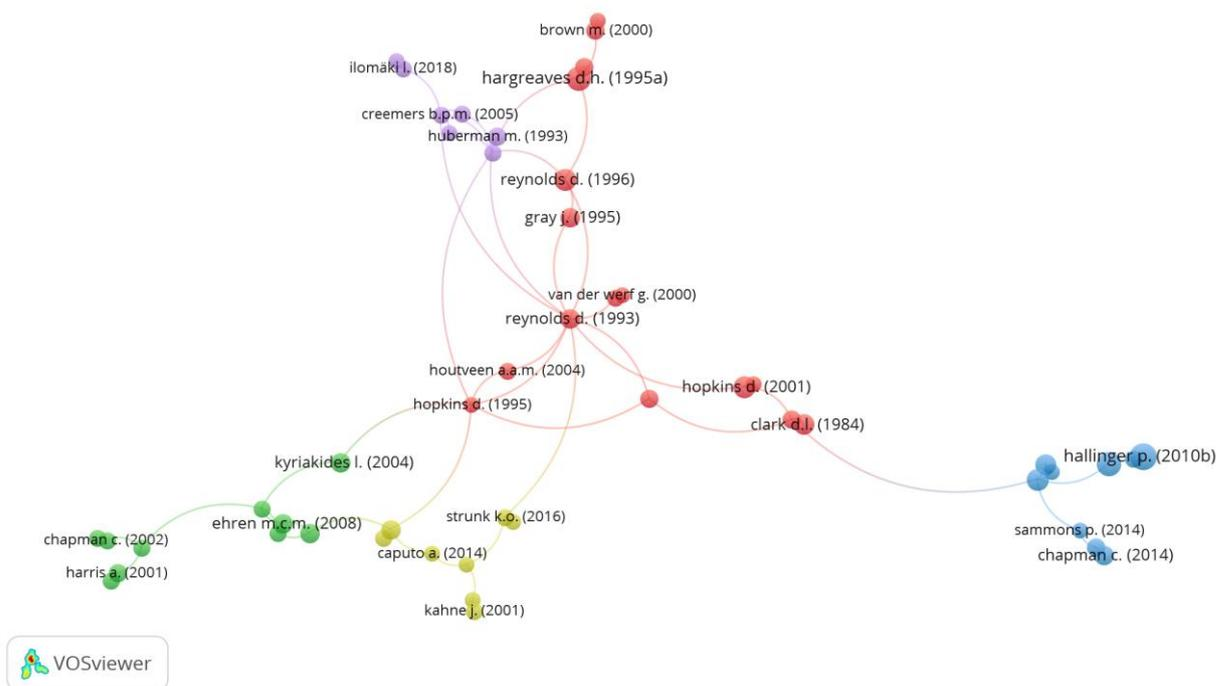 brown m. (2000)
ilomäki l. (2018)
hargreaves d.h. (1995a)
creemers b.p.m. (2005)
huberman m. (1993)
reynolds d. (1996)
gray j. (1995)
van der werf g. (2000)
reynolds d. (1993)
houtveen a.a.m. (2004)
hopkins d. (2001)
hopkins d. (1995)
clark d.l. (1984)
hallinger p. (2010b)
kyriakides l. (2004)
strunk k.o. (2016)
ehren m.c.m. (2008)
sammons p. (2014)
chapman c. (2002)
caputo a. (2014)
chapman c. (2014)
harris a. (2001)
kahne j. (2001)
VOSviewer